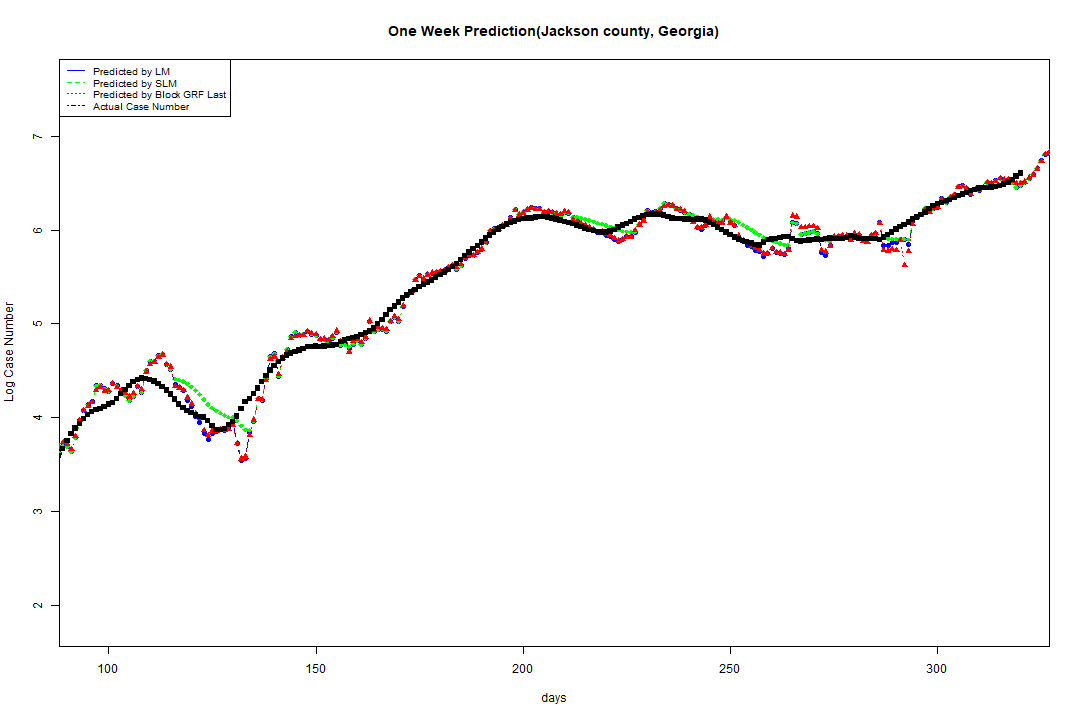 One Week Prediction(Jackson county, Georgia)
Predicted by LM
Predicted by SLM
Predicted by Block GRF Last
Actual Case Number
7
6
5
4
3
2
Log Case Number
100 150 200 250 300
days